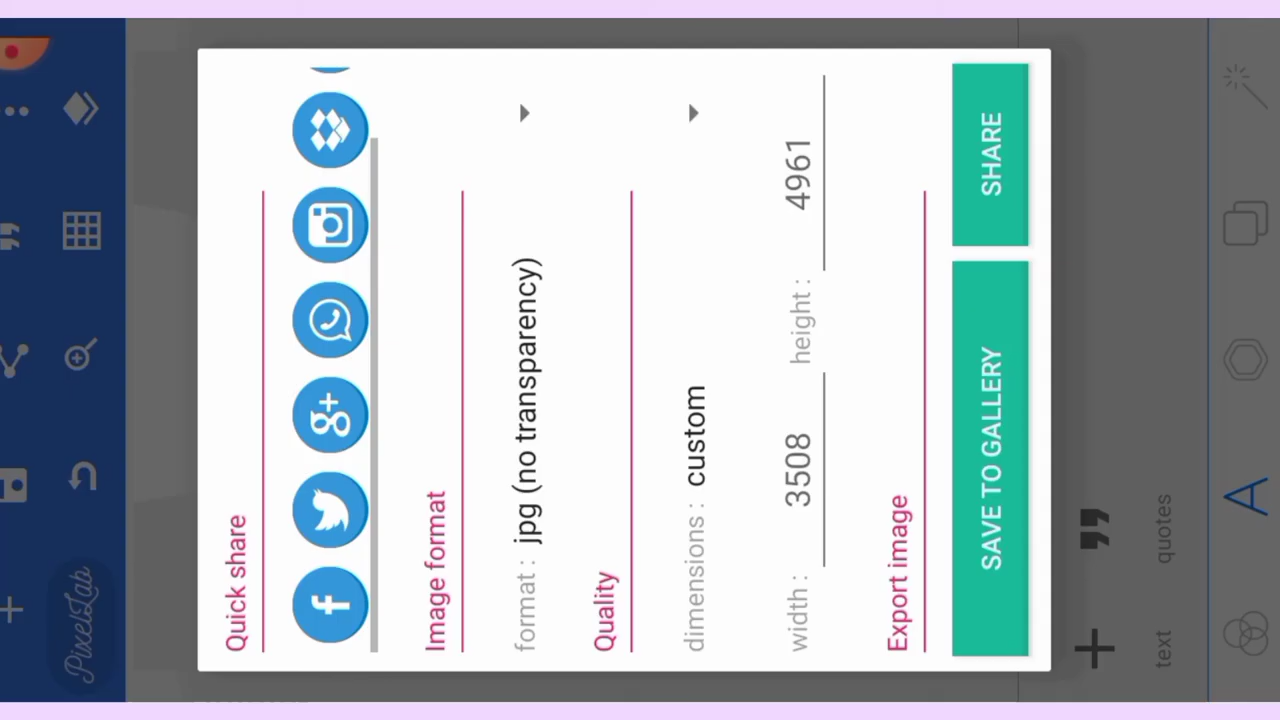 PixelLab
Quick share
Image format
format : jpg (no transparency)
Quality
dimensions : custom
width : 3508 height : 4961
Export image
SAVE TO GALLERY SHARE
text quotes